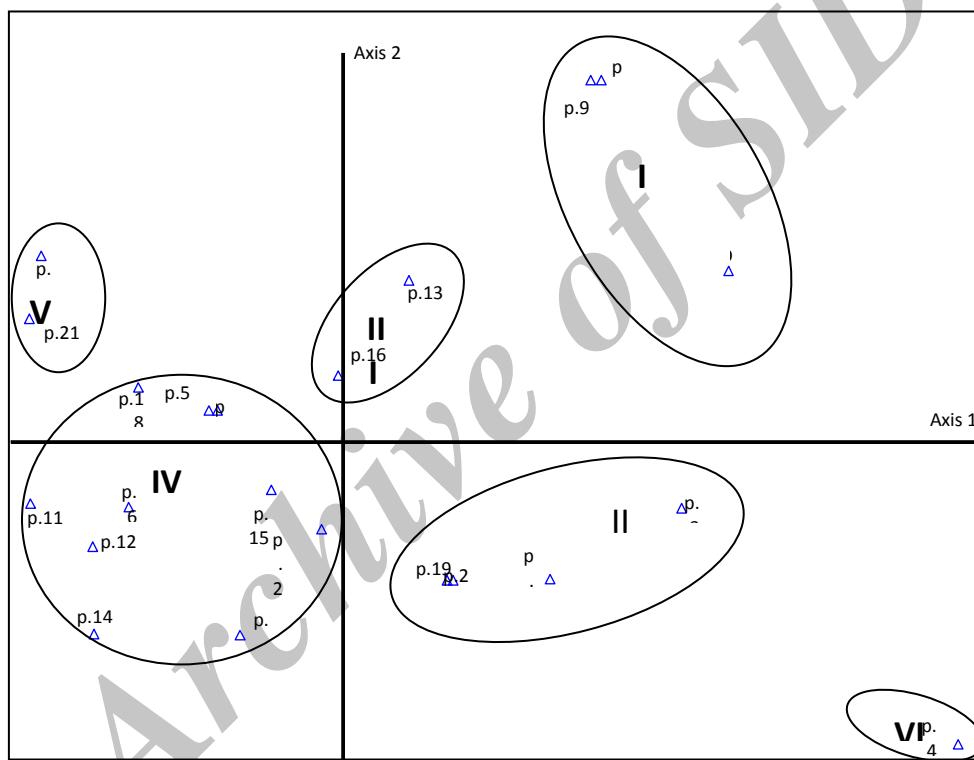 Axis 2
p
p.9
I
p.
V
p.21
p.13
II
p.16
I
p.1
8
p.5
p
Axis 1
IV
p.11
p.
6
p.12
p.
15
p
.
2
p.14
p.
II
p.
p.19
p.2
p
.
VI
p.
4
Archive of SID